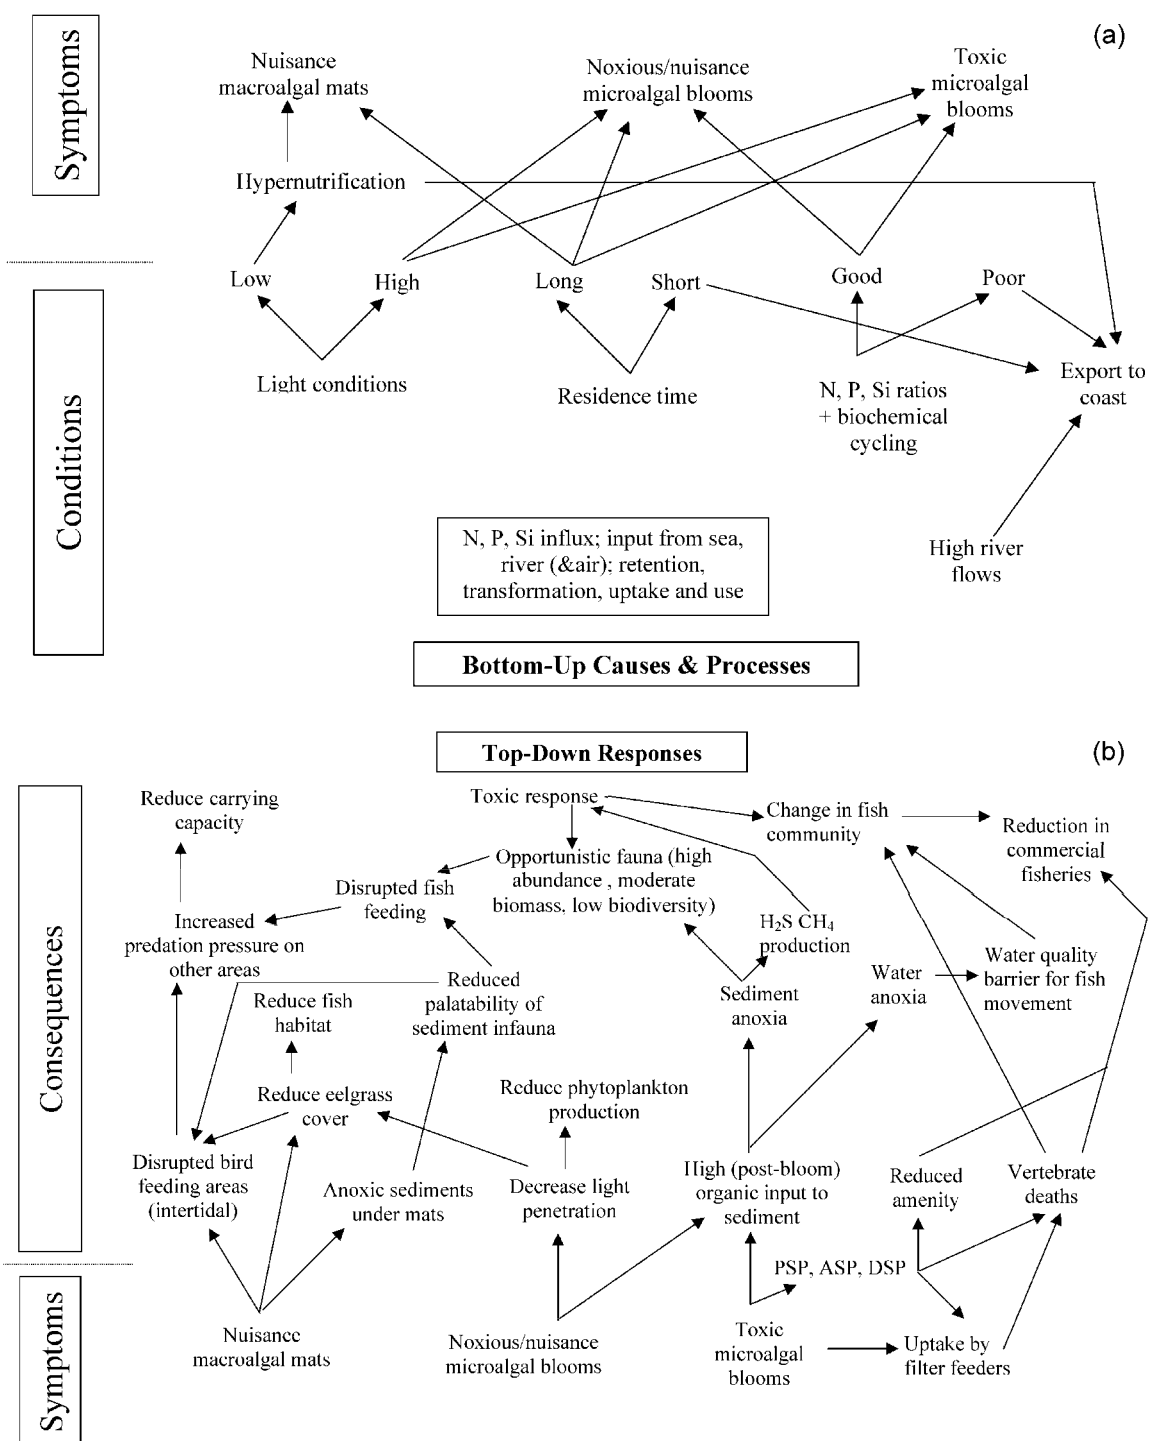 (a)
Symptoms
Nuisance
macroalgal mats
Noxious/nuisance
microalgal blooms
Toxic
microalgal
blooms
Hypernutrification
Low
High
Long
Short
Good
Poor
Conditions
Light conditions
Residence time
N, P, Si ratios
+ biochemical
cycling
Export to
coast
High river
flows
N, P, Si influx; input from sea,
river (&air); retention,
transformation, uptake and use
Bottom-Up Causes & Processes
Top-Down Responses
(b)
Consequences
Reduce carrying
capacity
Toxic response
Change in fish
community
Reduction in
commercial
fisheries
Opportunistic fauna (high
abundance , moderate
biomass, low biodiversity)
Disrupted fish
feeding
Increased
predation pressure on
other areas
H2S CH4
production
Water quality
barrier for fish
movement
Water
anoxia
Reduced
palatability of
sediment infauna
Sediment
anoxia
Reduce fish
habitat
Reduce eelgrass
cover
Reduce phytoplankton
production
Disrupted bird
feeding areas
(intertidal)
Anoxic sediments
under mats
Decrease light
penetration
High (post-bloom)
organic input to
sediment
Reduced
amenity
Vertebrate
deaths
PSP, ASP, DSP
Symptoms
Nuisance
macroalgal mats
Noxious/nuisance
microalgal blooms
Toxic
microalgal
blooms
Uptake by
filter feeders